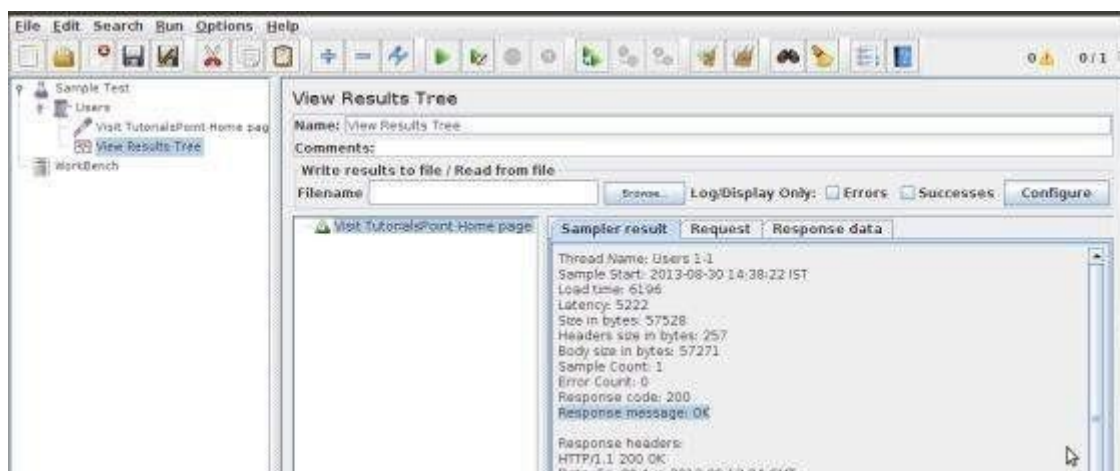 File Edit Search Run Options Help
0 0/1
Sample Test
Users
Visit TutorialsPoint Home pag
View Results Tree
WorkBench
View Results Tree
Name: View Results Tree
Comments:
Write results to file / Read from file
Filename Browse... Log/Display Only: Errors Successes Configure
Visit TutorialsPoint Home page
Sampler result Request Response data
Thread Name: Users 1-1
Sample Start: 2013-08-30 14:38:22 IST
Load time: 6196
Latency: 5222
Size in bytes: 57528
Headers size in bytes: 257
Body size in bytes: 57271
Sample Count: 1
Error Count: 0
Response code: 200
Response message: OK
Response headers:
HTTP/1.1 200 OK